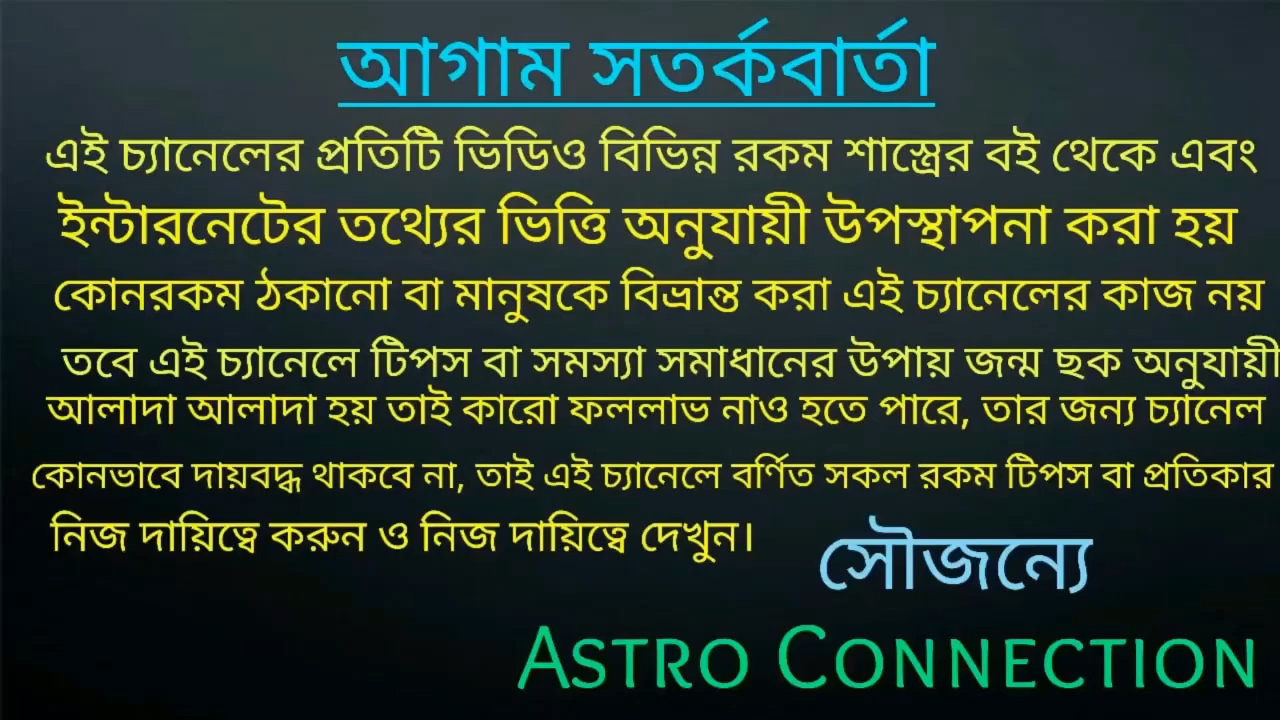 আগাম সতর্কবার্তা
এই চ্যানেলের প্রতিটি ভিডিও বিভিন্ন রকম শাস্ত্রের বই থেকে এবং
ইন্টারনেটের তথ্যের ভিত্তি অনুযায়ী উপস্থাপনা করা হয়
কোনরকম ঠকানো বা মানুষকে বিভ্রান্ত করা এই চ্যানেলের কাজ নয়
তবে এই চ্যানেলে টিপস বা সমস্যা সমাধানের উপায় জন্ম ছক অনুযায়ী
আলাদা আলাদা হয় তাই কারো ফললাভ নাও হতে পারে, তার জন্য চ্যানেল
কোনভাবে দায়বদ্ধ থাকবে না, তাই এই চ্যানেলে বর্ণিত সকল রকম টিপস বা প্রতিকার
নিজ দায়িত্বে করুন ও নিজ দায়িত্বে দেখুন।
সৌজন্যে
ASTRO CONNECTION